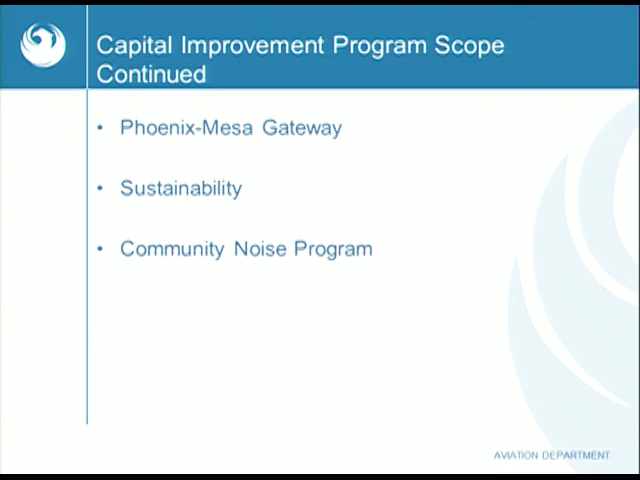 Capital Improvement Program Scope
Continued
• Phoenix-Mesa Gateway
• Sustainability
• Community Noise Program
AVIATION DEPARTMENT